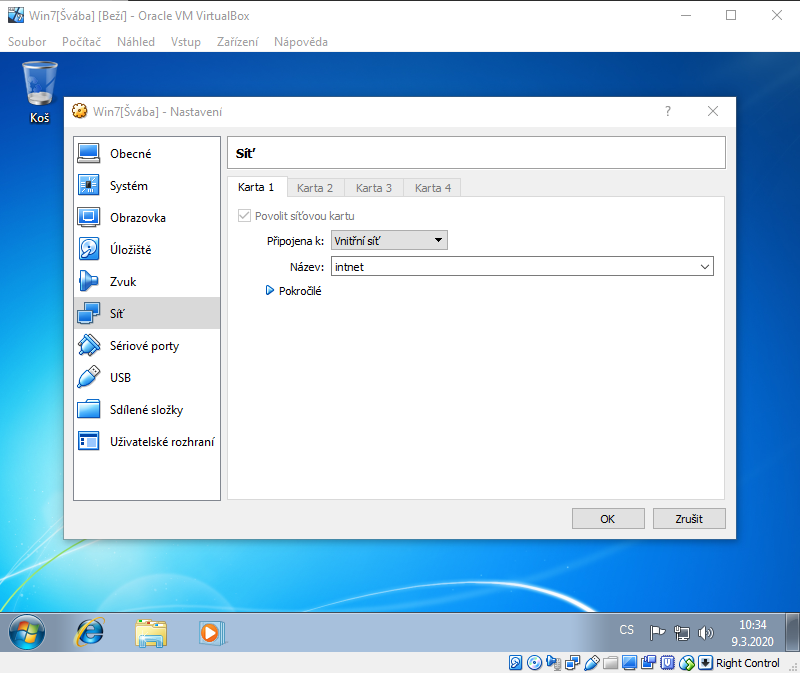 Win7[Švába] [Beží] - Oracle VM VirtualBox
Soubor Počítač Náhled Vstup Zařízení Nápověda
Koš
Win7[Švába] - Nastavení
?
Obecné
Systém
Obrazovka
Úložiště
Zvuk
Síť
Sériové porty
USB
Sdílené složky
Uživatelské rozhraní
Síť
Karta 1 Karta 2 Karta 3 Karta 4
Povolit síťovou kartu
Připojena k: Vnitřní síť
Název: intnet
Pokročilé
OK Zrušit
CS
10:34
9.3.2020
Right Control